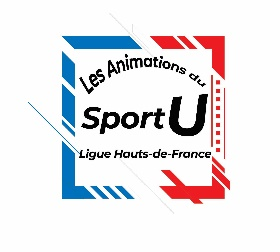 Les Animations du
Sport U
Ligue Hauts-de-France